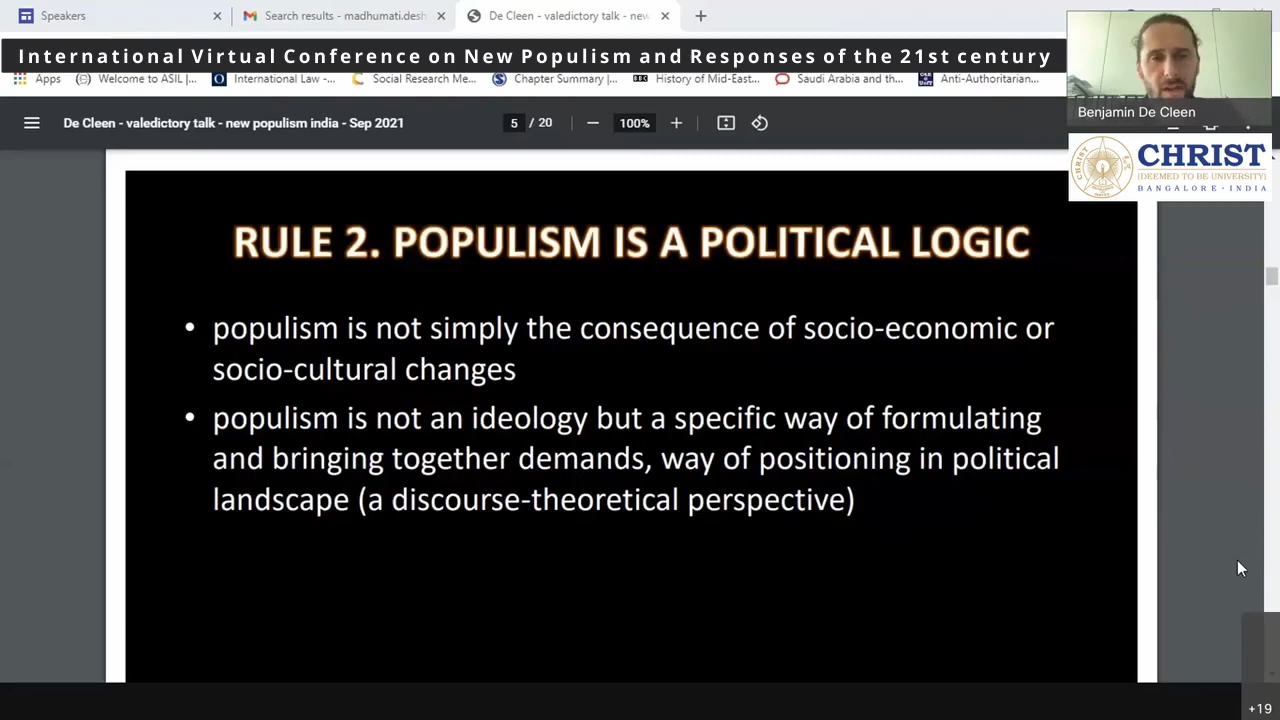 Speakers
Search results - madhumati.desh
De Cleen - valedictory talk - new
International Virtual Conference on New Populism and Responses of the 21st century
Apps
Welcome to ASIL |...
International Law -...
Social Research Me...
Chapter Summary |...
BBC
History of Mid-East...
Saudi Arabia and th...
Anti-Authoritarian...
Benjamin De Cleen
De Cleen - valedictory talk - new populism india - Sep 2021
5 / 20
100%
CHRIST
(DEEMED TO BE UNIVERSITY)
BANGALORE · INDIA
RULE 2. POPULISM IS A POLITICAL LOGIC
• populism is not simply the consequence of socio-economic or
socio-cultural changes
• populism is not an ideology but a specific way of formulating
and bringing together demands, way of positioning in political
landscape (a discourse-theoretical perspective)
+19